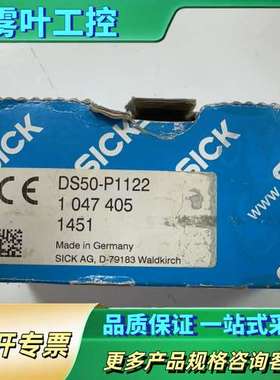 雾叶工控
SICK
SICK
CE
DS50-P1122
1 047 405
1451
Made in Germany
SICK AG, D-79183 Waldkirch
SICK
开专票
品质保证 一站式采
更多产品规格咨询客